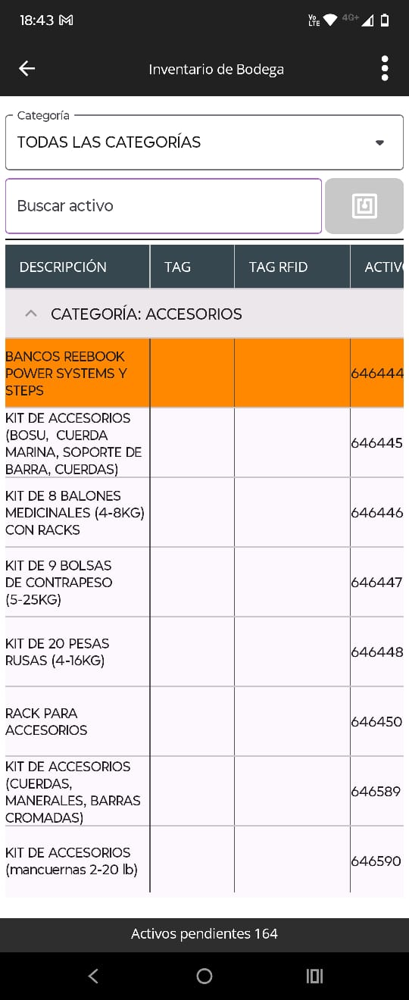 18:43
Vo LTE 4G+
Inventario de Bodega
Categoría
TODAS LAS CATEGORÍAS
Buscar activo
DESCRIPCIÓN TAG TAG RFID ACTIV
CATEGORÍA: ACCESORIOS
BANCOS REEBOOK
POWER SYSTEMS Y
STEPS
646444
KIT DE ACCESORIOS
(BOSU, CUERDA
MARINA, SOPORTE DE
BARRA, CUERDAS)
646445
KIT DE 8 BALONES
MEDICINALES (4-8KG)
CON RACKS
646446
KIT DE 9 BOLSAS
DE CONTRAPESO
(5-25KG)
646447
KIT DE 20 PESAS
RUSAS (4-16KG)
646448
RACK PARA
ACCESORIOS
646450
KIT DE ACCESORIOS
(CUERDAS,
MANERALES, BARRAS
CROMADAS)
646589
KIT DE ACCESORIOS
(mancuernas 2-20 lb)
646590
Activos pendientes 164